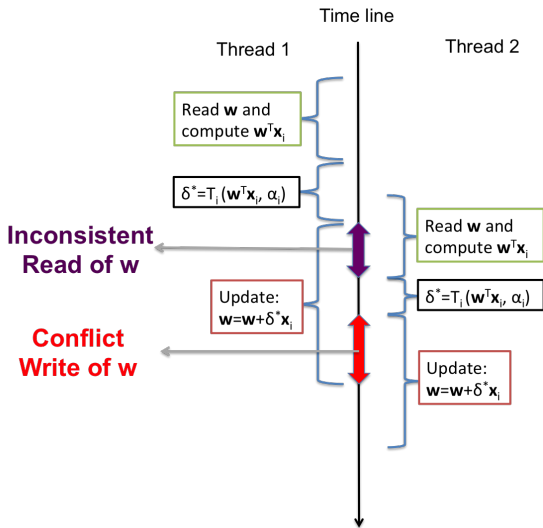 Time line
Thread 1
Thread 2
Read w and
compute wᵀxᵢ
δ*=Tᵢ(wᵀxᵢ, αᵢ)
Inconsistent
Read of w
Read w and
compute wᵀxᵢ
Update:
w=w+δ*xᵢ
δ*=Tᵢ(wᵀxᵢ, αᵢ)
Conflict
Write of w
Update:
w=w+δ*xᵢ